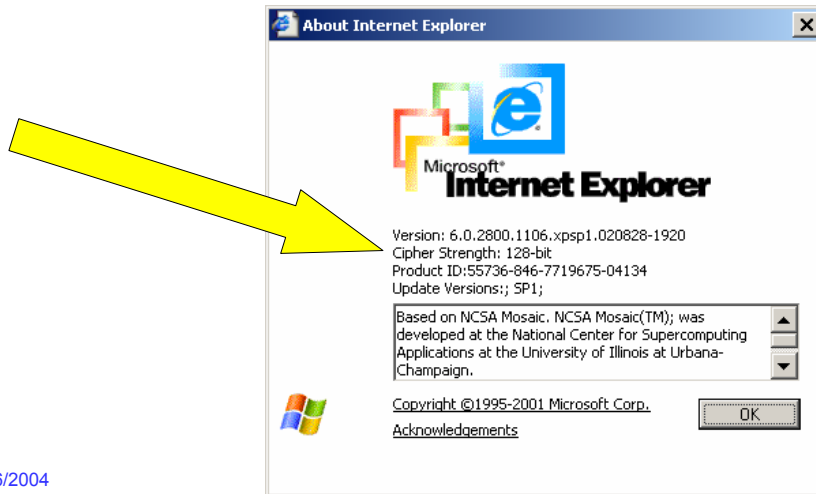 About Internet Explorer
Microsoft®
Internet Explorer
Version: 6.0.2800.1106.xpsp1.020828-1920
Cipher Strength: 128-bit
Product ID:55736-846-7719675-04134
Update Versions:; SP1;
Based on NCSA Mosaic. NCSA Mosaic(TM); was
developed at the National Center for Supercomputing
Applications at the University of Illinois at Urbana-
Champaign.
Copyright ©1995-2001 Microsoft Corp.
OK
Acknowledgements
6/2004